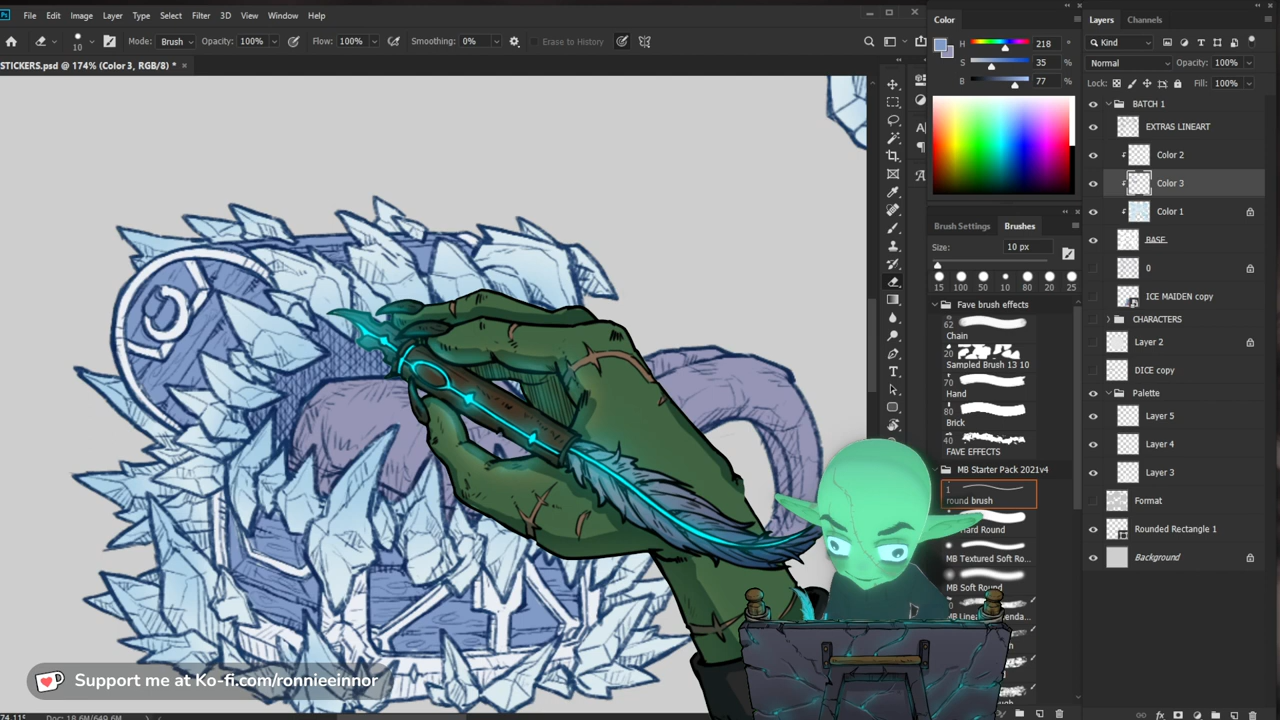 Ps File Edit Image Layer Type Select Filter 3D View Window Help
10 Mode: Brush Opacity: 100% Flow: 100% Smoothing: 0% Erase to History
STICKERS.psd @ 174% (Color 3, RGB/8) * ×
Color
H 218 °
S 35 %
B 77 %
Brush Settings Brushes
Size: 10 px
15 100 50 10 80 20 25
Fave brush effects
62
Chain
20
Sampled Brush 13 10
70
Hand
80
Brick
40
FAVE EFFECTS
MB Starter Pack 2021v4
1
round brush
Hard Round
MB Textured Soft Ro...
MB Soft Round
Layers Channels
Kind
Normal Opacity: 100%
Lock: Fill: 100%
BATCH 1
EXTRAS LINEART
Color 2
Color 3
Color 1
BASE
0
ICE MAIDEN copy
CHARACTERS
Layer 2
DICE copy
Palette
Layer 5
Layer 4
Layer 3
Format
Rounded Rectangle 1
Background
Support me at Ko-fi.com/ronnieeinnor